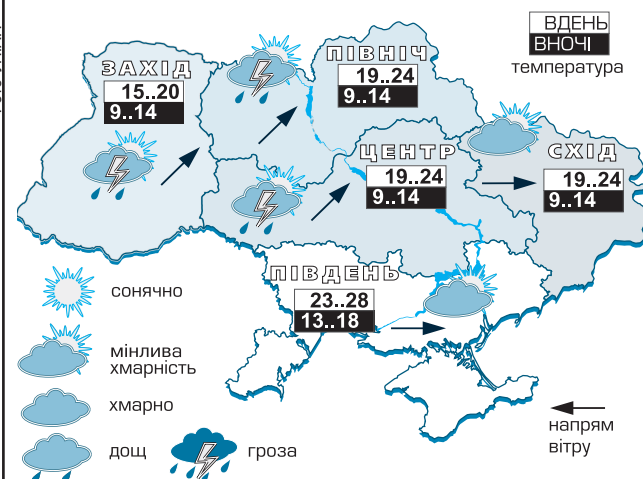 ВДЕНЬ
ВНОЧІ
температура
ЗАХІД
15..20
9..14
ПІВНІЧ
19..24
9..14
ЦЕНТР
19..24
9..14
СХІД
19..24
9..14
ПІВДЕНЬ
23..28
13..18
сонячно
мінлива
хмарність
хмарно
дощ
гроза
напрям
вітру